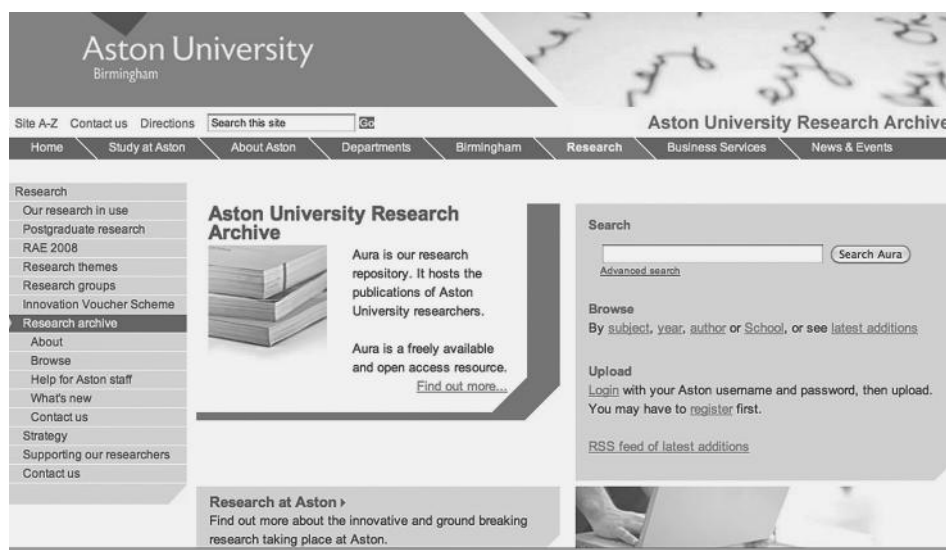 Aston University
Birmingham
Site A-Z Contact us Directions Search this site Go
Aston University Research Archive
Home Study at Aston About Aston Departments Birmingham Research Business Services News & Events
Research
Our research in use
Postgraduate research
RAE 2008
Research themes
Research groups
Innovation Voucher Scheme
Research archive
About
Browse
Help for Aston staff
What's new
Contact us
Strategy
Supporting our researchers
Contact us
Aston University Research
Archive
Aura is our research
repository. It hosts the
publications of Aston
University researchers.
Aura is a freely available
and open access resource.
Find out more...
Search
Search Aura
Advanced search
Browse
By subject, year, author or School, or see latest additions
Upload
Login with your Aston username and password, then upload.
You may have to register first.
RSS feed of latest additions
Research at Aston
Find out more about the innovative and ground breaking
research taking place at Aston.